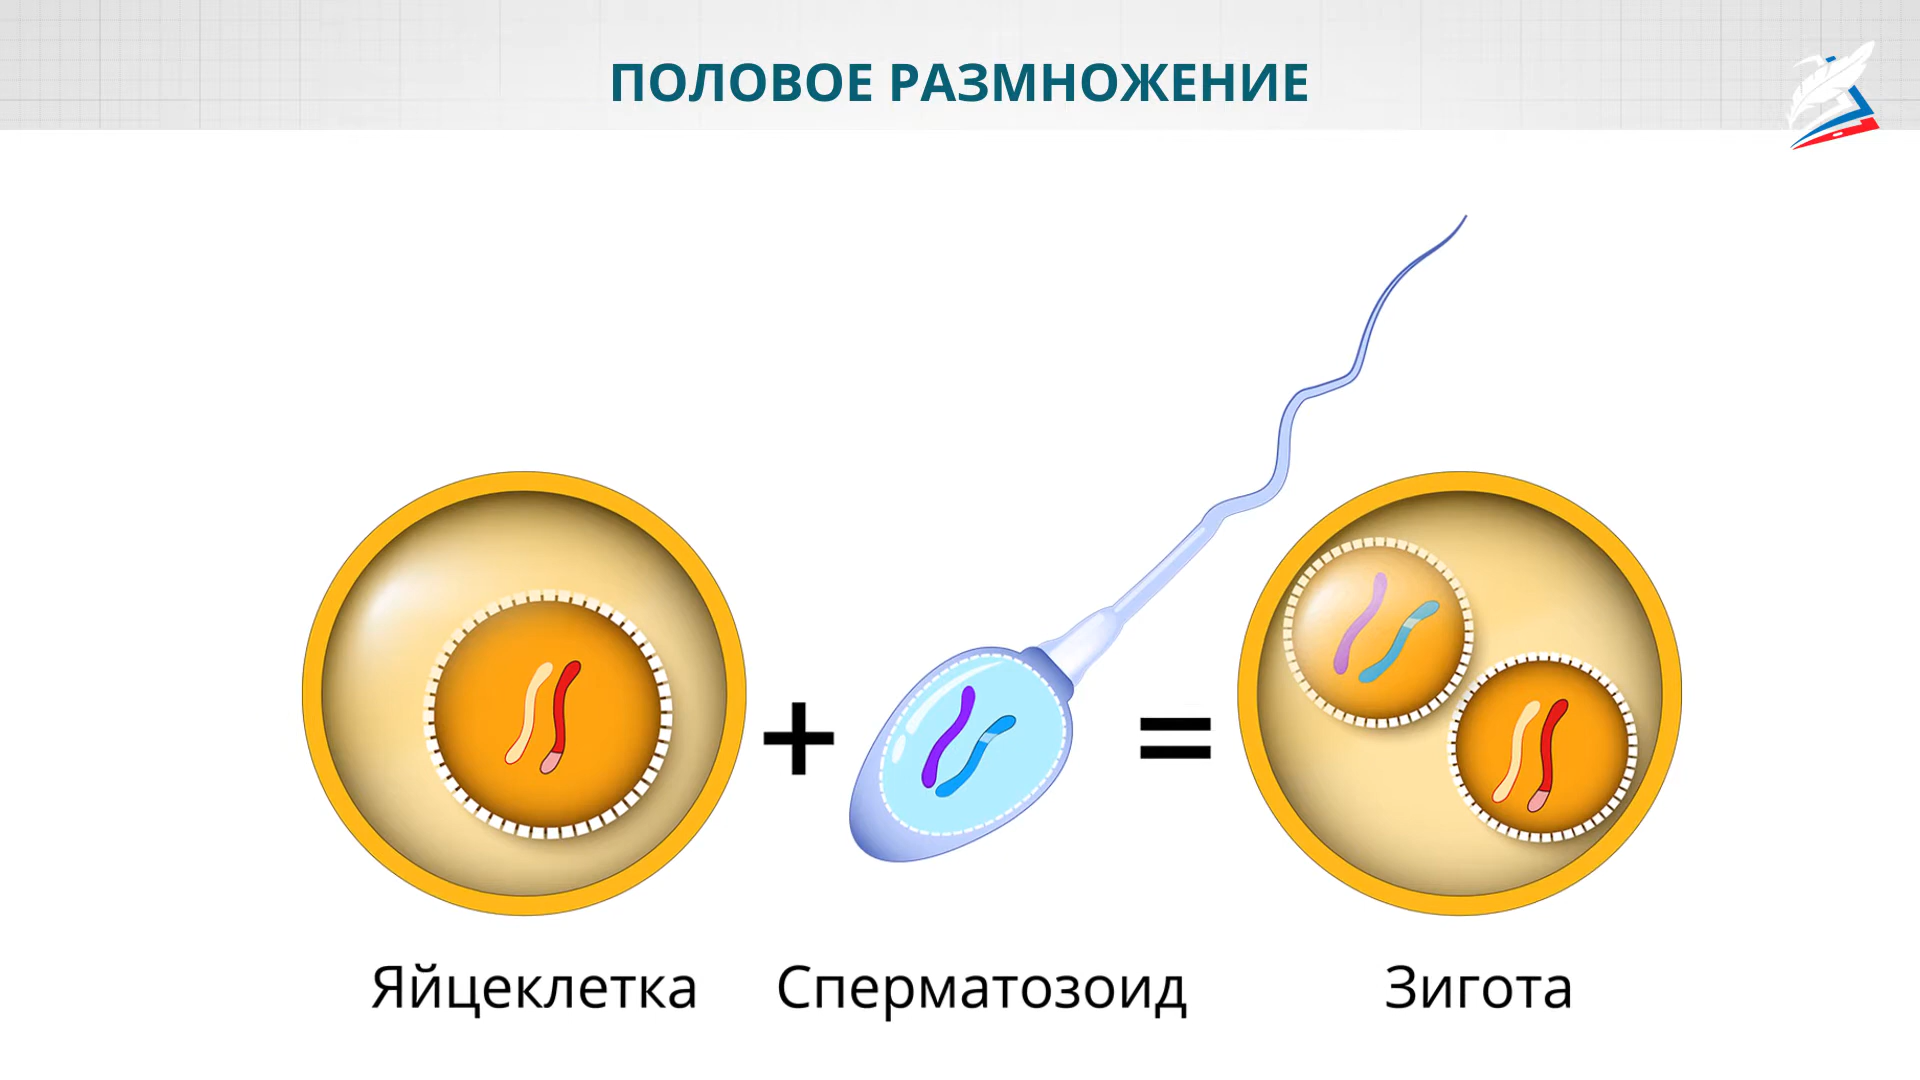 ПОЛОВОЕ РАЗМНОЖЕНИЕ
+
=
Яйцеклетка Сперматозоид Зигота